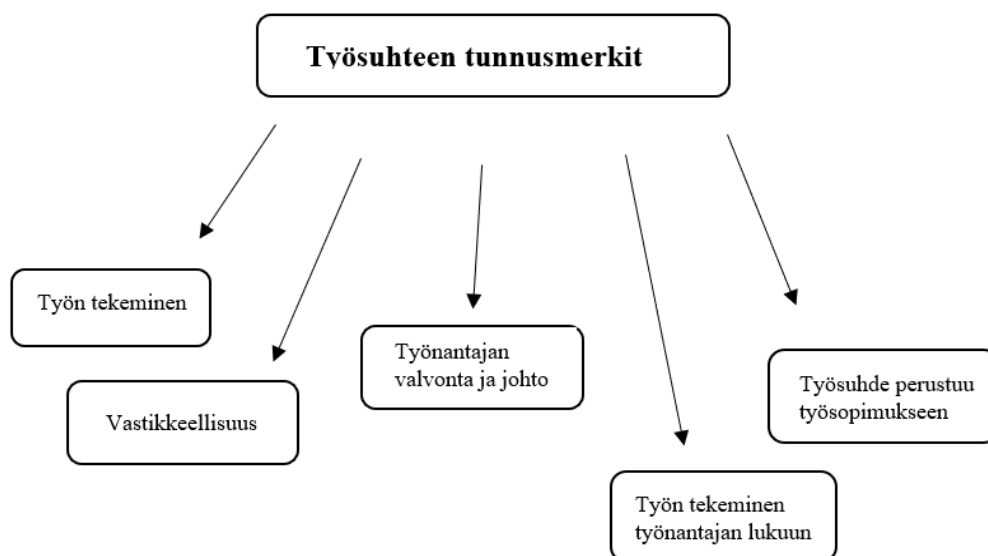 Työsuhteen tunnusmerkit
Työn tekeminen
Vastikkeellisuus
Työnantajan
valvonta ja johto
Työn tekeminen
työnantajan lukuun
Työsuhde perustuu
työsopimukseen